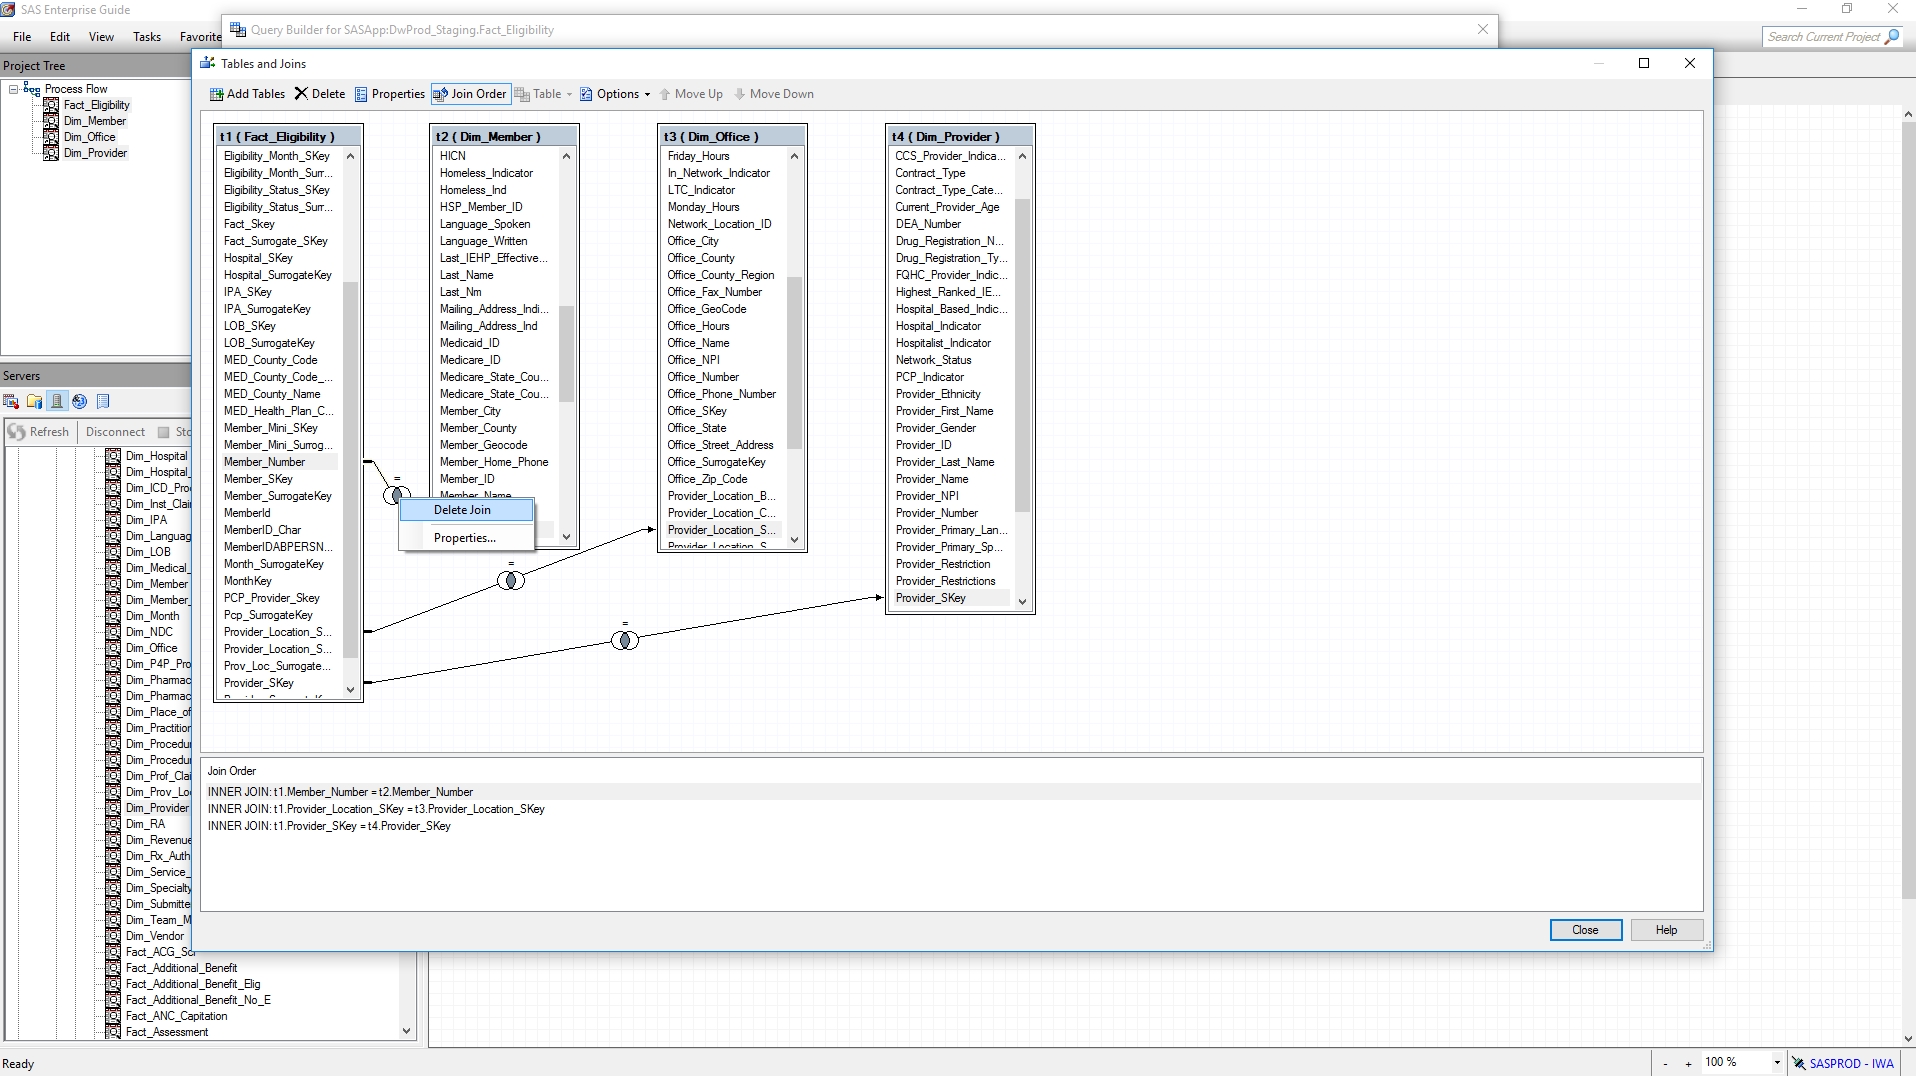 SAS Enterprise Guide
File Edit View Tasks Favorite
Search Current Project
Query Builder for SASApp:DwProd_Staging.Fact_Eligibility
Project Tree
Process Flow
Fact_Eligibility
Dim_Member
Dim_Office
Dim_Provider
Servers
Refresh Disconnect Sto
Dim_Hospital
Dim_Hospital_
Dim_ICD_Pro
Dim_Inst_Clai
Dim_IPA
Dim_Languag
Dim_LOB
Dim_Medical_
Dim_Member
Dim_Member_
Dim_Month
Dim_NDC
Dim_Office
Dim_P4P_Pro
Dim_Pharmac
Dim_Pharmac
Dim_Place_of
Dim_Practition
Dim_Procedu
Dim_Procedu
Dim_Prof_Clai
Dim_Prov_Lo
Dim_Provider
Dim_RA
Dim_Revenue
Dim_Rx_Auth
Dim_Service_
Dim_Specialty
Dim_Submitte
Dim_Team_M
Dim_Vendor
Fact_ACG_Sc
Fact_Additional_Benefit
Fact_Additional_Benefit_Elig
Fact_Additional_Benefit_No_E
Fact_ANC_Capitation
Fact_Assessment
Tables and Joins
Add Tables Delete Properties Join Order Table Options Move Up Move Down
t1 ( Fact_Eligibility )
Eligibility_Month_SKey
Eligibility_Month_Surr...
Eligibility_Status_SKey
Eligibility_Status_Surr...
Fact_Skey
Fact_Surrogate_SKey
Hospital_SKey
Hospital_SurrogateKey
IPA_SKey
IPA_SurrogateKey
LOB_SKey
LOB_SurrogateKey
MED_County_Code
MED_County_Code_...
MED_County_Name
MED_Health_Plan_C...
Member_Mini_SKey
Member_Mini_Surrog...
Member_Number
Member_SKey
Member_SurrogateKey
MemberId
MemberID_Char
MemberIDABPERSN...
Month_SurrogateKey
MonthKey
PCP_Provider_Skey
Pcp_SurrogateKey
Provider_Location_S...
Provider_Location_S...
Prov_Loc_Surrogate...
Provider_SKey
t2 ( Dim_Member )
HICN
Homeless_Indicator
Homeless_Ind
HSP_Member_ID
Language_Spoken
Language_Written
Last_IEHP_Effective...
Last_Name
Last_Nm
Mailing_Address_Indi...
Mailing_Address_Ind
Medicaid_ID
Medicare_ID
Medicare_State_Cou...
Medicare_State_Cou...
Member_City
Member_County
Member_Geocode
Member_Home_Phone
Member_ID
Member_Name
=
Delete Join
Properties...
=
=
t3 ( Dim_Office )
Friday_Hours
In_Network_Indicator
LTC_Indicator
Monday_Hours
Network_Location_ID
Office_City
Office_County
Office_County_Region
Office_Fax_Number
Office_GeoCode
Office_Hours
Office_Name
Office_NPI
Office_Number
Office_Phone_Number
Office_SKey
Office_State
Office_Street_Address
Office_SurrogateKey
Office_Zip_Code
Provider_Location_B...
Provider_Location_C...
Provider_Location_S...
Provider_Location_S
t4 ( Dim_Provider )
CCS_Provider_Indica...
Contract_Type
Contract_Type_Cate...
Current_Provider_Age
DEA_Number
Drug_Registration_N...
Drug_Registration_Ty...
FQHC_Provider_Indic...
Highest_Ranked_IE...
Hospital_Based_Indic...
Hospital_Indicator
Hospitalist_Indicator
Network_Status
PCP_Indicator
Provider_Ethnicity
Provider_First_Name
Provider_Gender
Provider_ID
Provider_Last_Name
Provider_Name
Provider_NPI
Provider_Number
Provider_Primary_Lan...
Provider_Primary_Sp...
Provider_Restriction
Provider_Restrictions
Provider_SKey
Join Order
INNER JOIN: t1.Member_Number = t2.Member_Number
INNER JOIN: t1.Provider_Location_SKey = t3.Provider_Location_SKey
INNER JOIN: t1.Provider_SKey = t4.Provider_SKey
Close Help
Ready
- + 100 % SASPROD - IWA